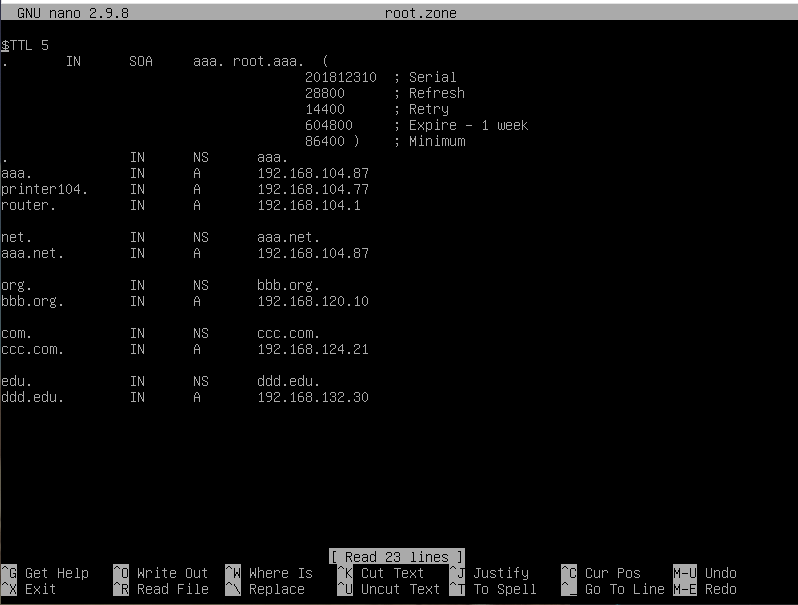 GNU nano 2.9.8 root.zone
$TTL 5
. IN SOA aaa. root.aaa. (
201812310 ; Serial
28800 ; Refresh
14400 ; Retry
604800 ; Expire - 1 week
86400 ) ; Minimum
. IN NS aaa.
aaa. IN A 192.168.104.87
printer104. IN A 192.168.104.77
router. IN A 192.168.104.1
net. IN NS aaa.net.
aaa.net. IN A 192.168.104.87
org. IN NS bbb.org.
bbb.org. IN A 192.168.120.10
com. IN NS ccc.com.
ccc.com. IN A 192.168.124.21
edu. IN NS ddd.edu.
ddd.edu. IN A 192.168.132.30
[ Read 23 lines ]
^G Get Help ^O Write Out ^W Where Is ^K Cut Text ^J Justify ^C Cur Pos M-U Undo
^X Exit ^R Read File ^\ Replace ^U Uncut Text ^T To Spell ^_ Go To Line M-E Redo